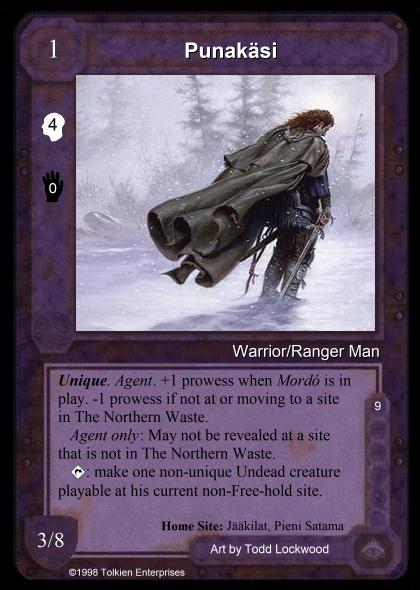 1
Punakäsi
4
0
Warrior/Ranger Man
Unique. Agent. +1 prowess when Mordó is in
play. -1 prowess if not at or moving to a site
in The Northern Waste.
Agent only: May not be revealed at a site
that is not in The Northern Waste.
: make one non-unique Undead creature
playable at his current non-Free-hold site.
9
Home Site: Jääkilat, Pieni Satama
3/8
Art by Todd Lockwood
©1998 Tolkien Enterprises